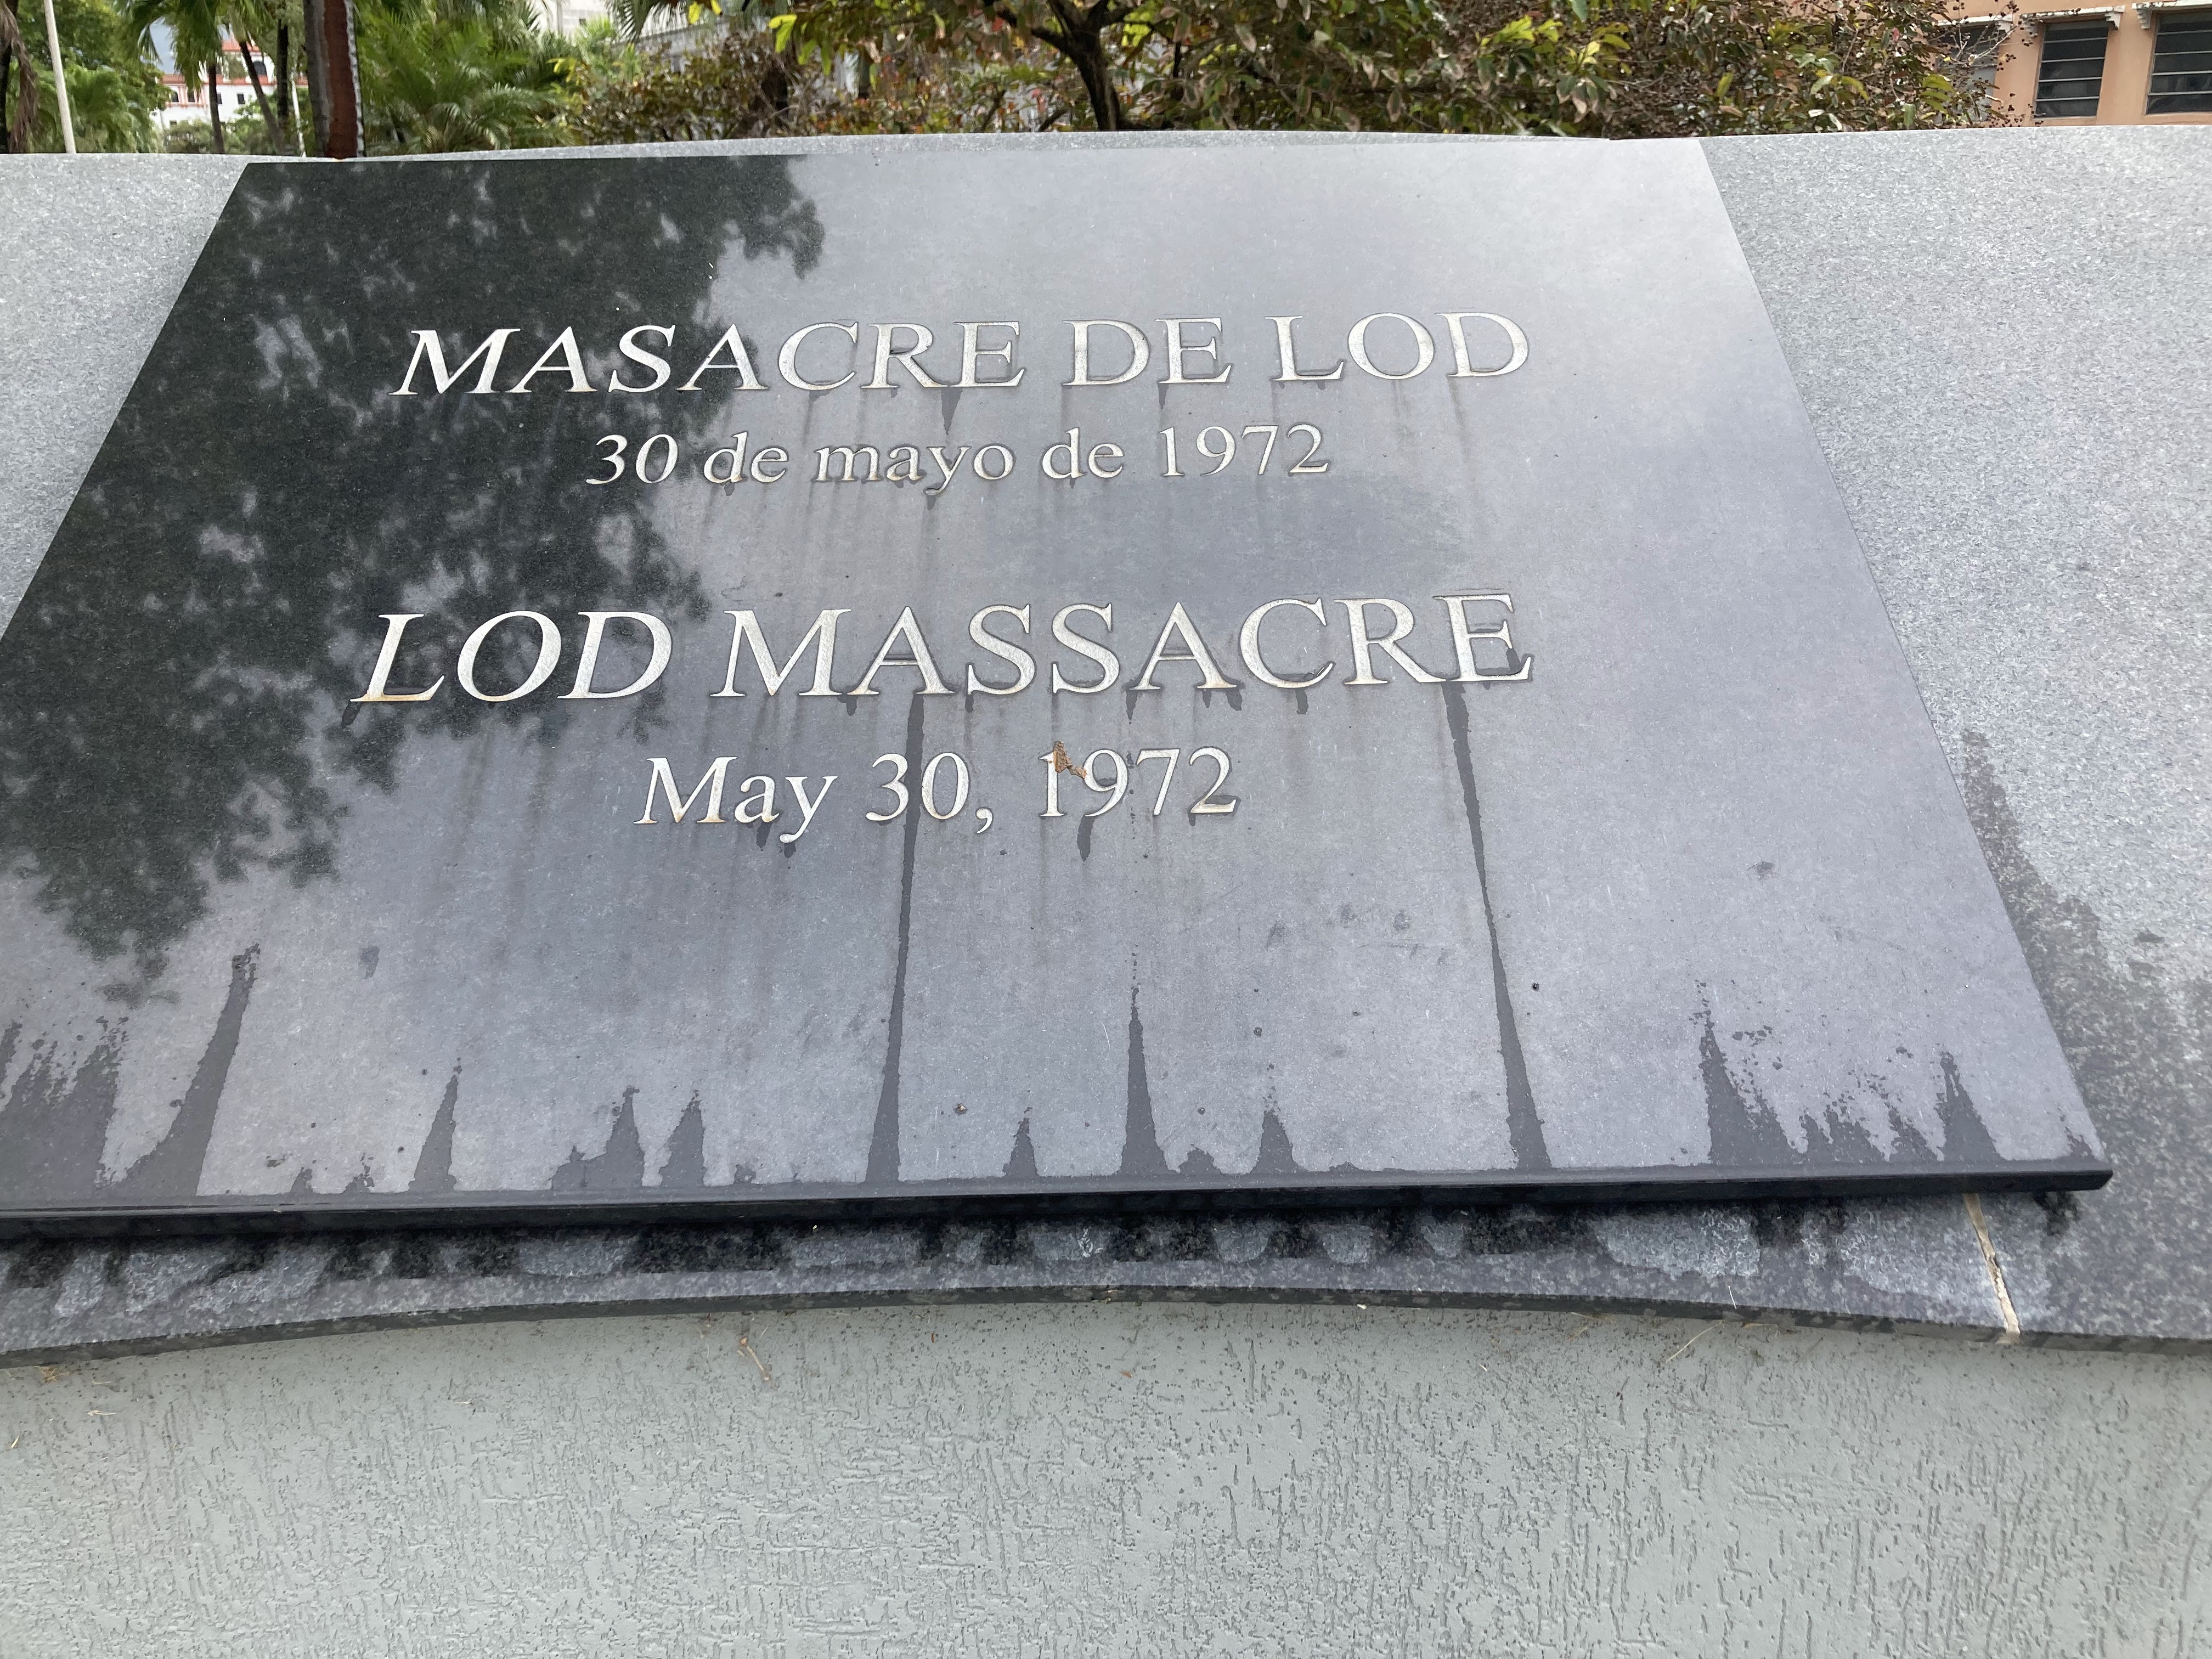 MASACRE DE LOD
30 de mayo de 1972
LOD MASSACRE
May 30, 1972